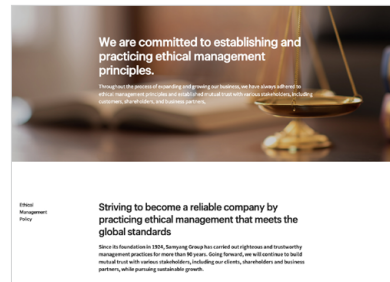 We are committed to establishing and
practicing ethical management
principles.
Throughout the process of expanding and growing our business, we have always adhered to
ethical management principles and established mutual trust with various stakeholders, including
customers, shareholders, and business partners.
Ethical
Management
Policy
Striving to become a reliable company by
practicing ethical management that meets the
global standards
Since its foundation in 1924, Samyang Group has carried out righteous and trustworthy
management practices for more than 90 years. Going forward, we will continue to build
mutual trust with various stakeholders, including our clients, shareholders and business
partners, while pursuing sustainable growth.